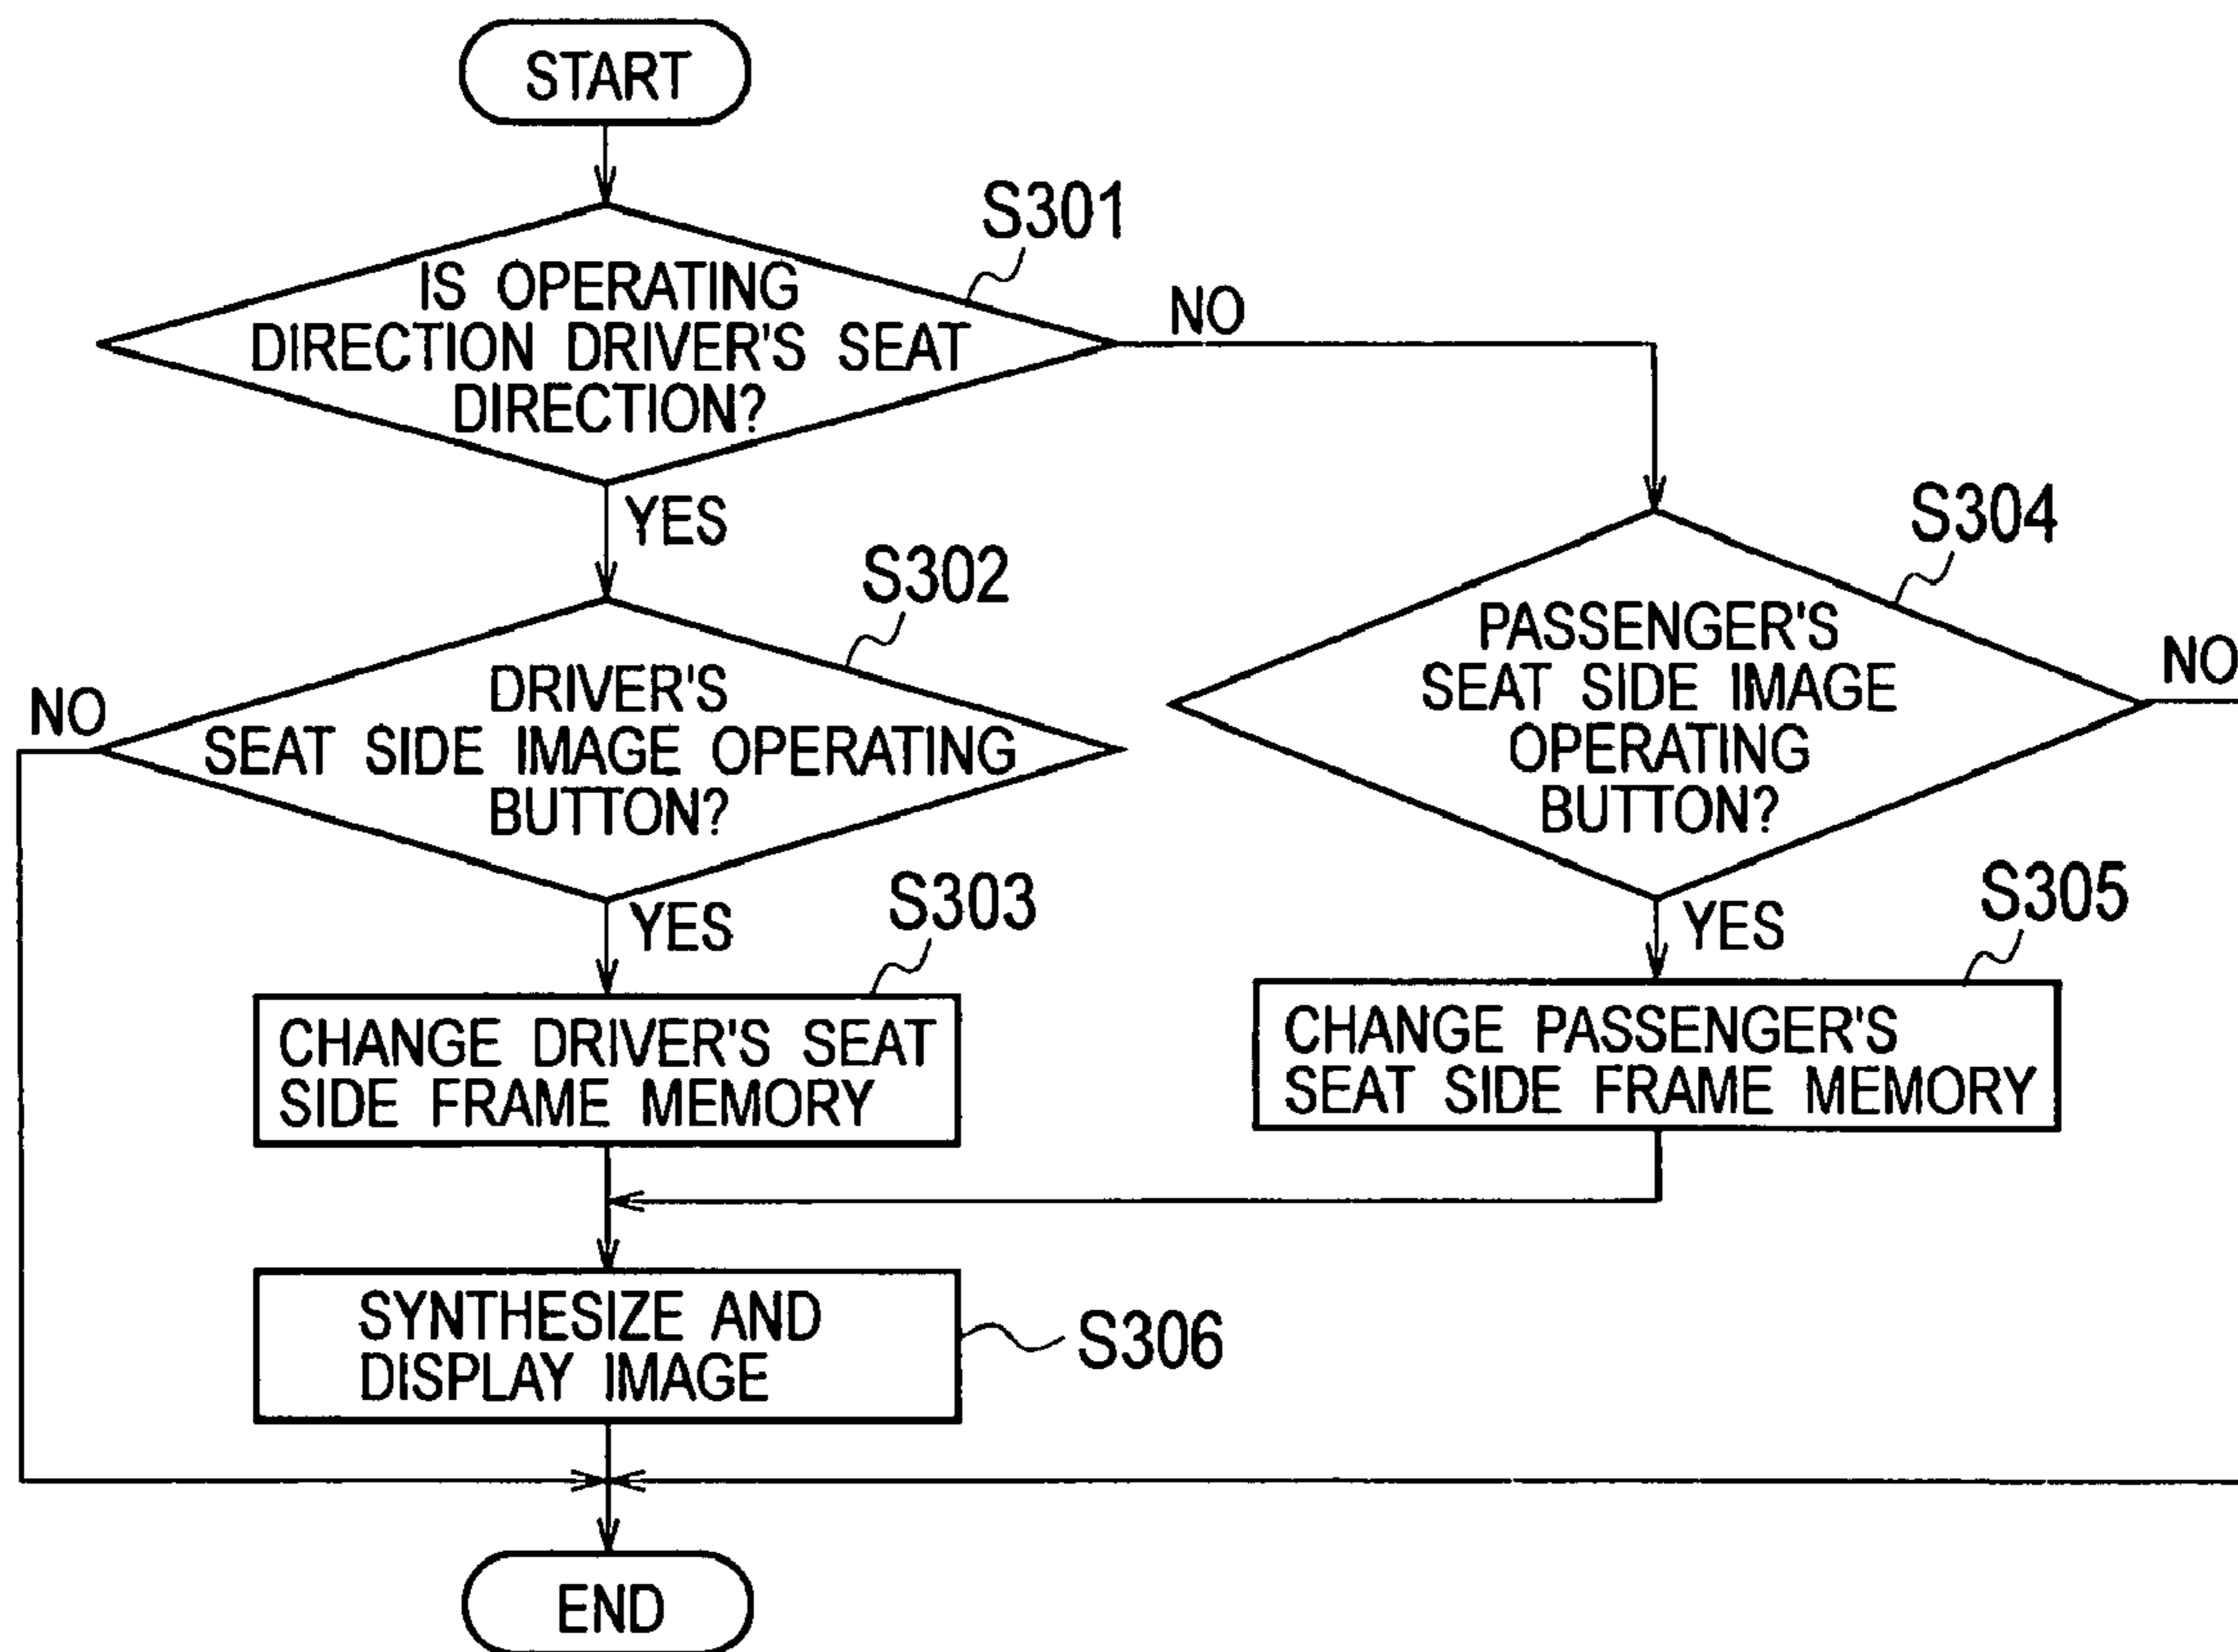 START
S301
IS OPERATING
DIRECTION DRIVER'S SEAT
DIRECTION?
NO
YES
S302
DRIVER'S
SEAT SIDE IMAGE OPERATING
BUTTON?
NO
YES
S304
PASSENGER'S
SEAT SIDE IMAGE
OPERATING
BUTTON?
NO
YES
S303
CHANGE DRIVER'S SEAT
SIDE FRAME MEMORY
S305
CHANGE PASSENGER'S
SEAT SIDE FRAME MEMORY
SYNTHESIZE AND
DISPLAY IMAGE
S306
END